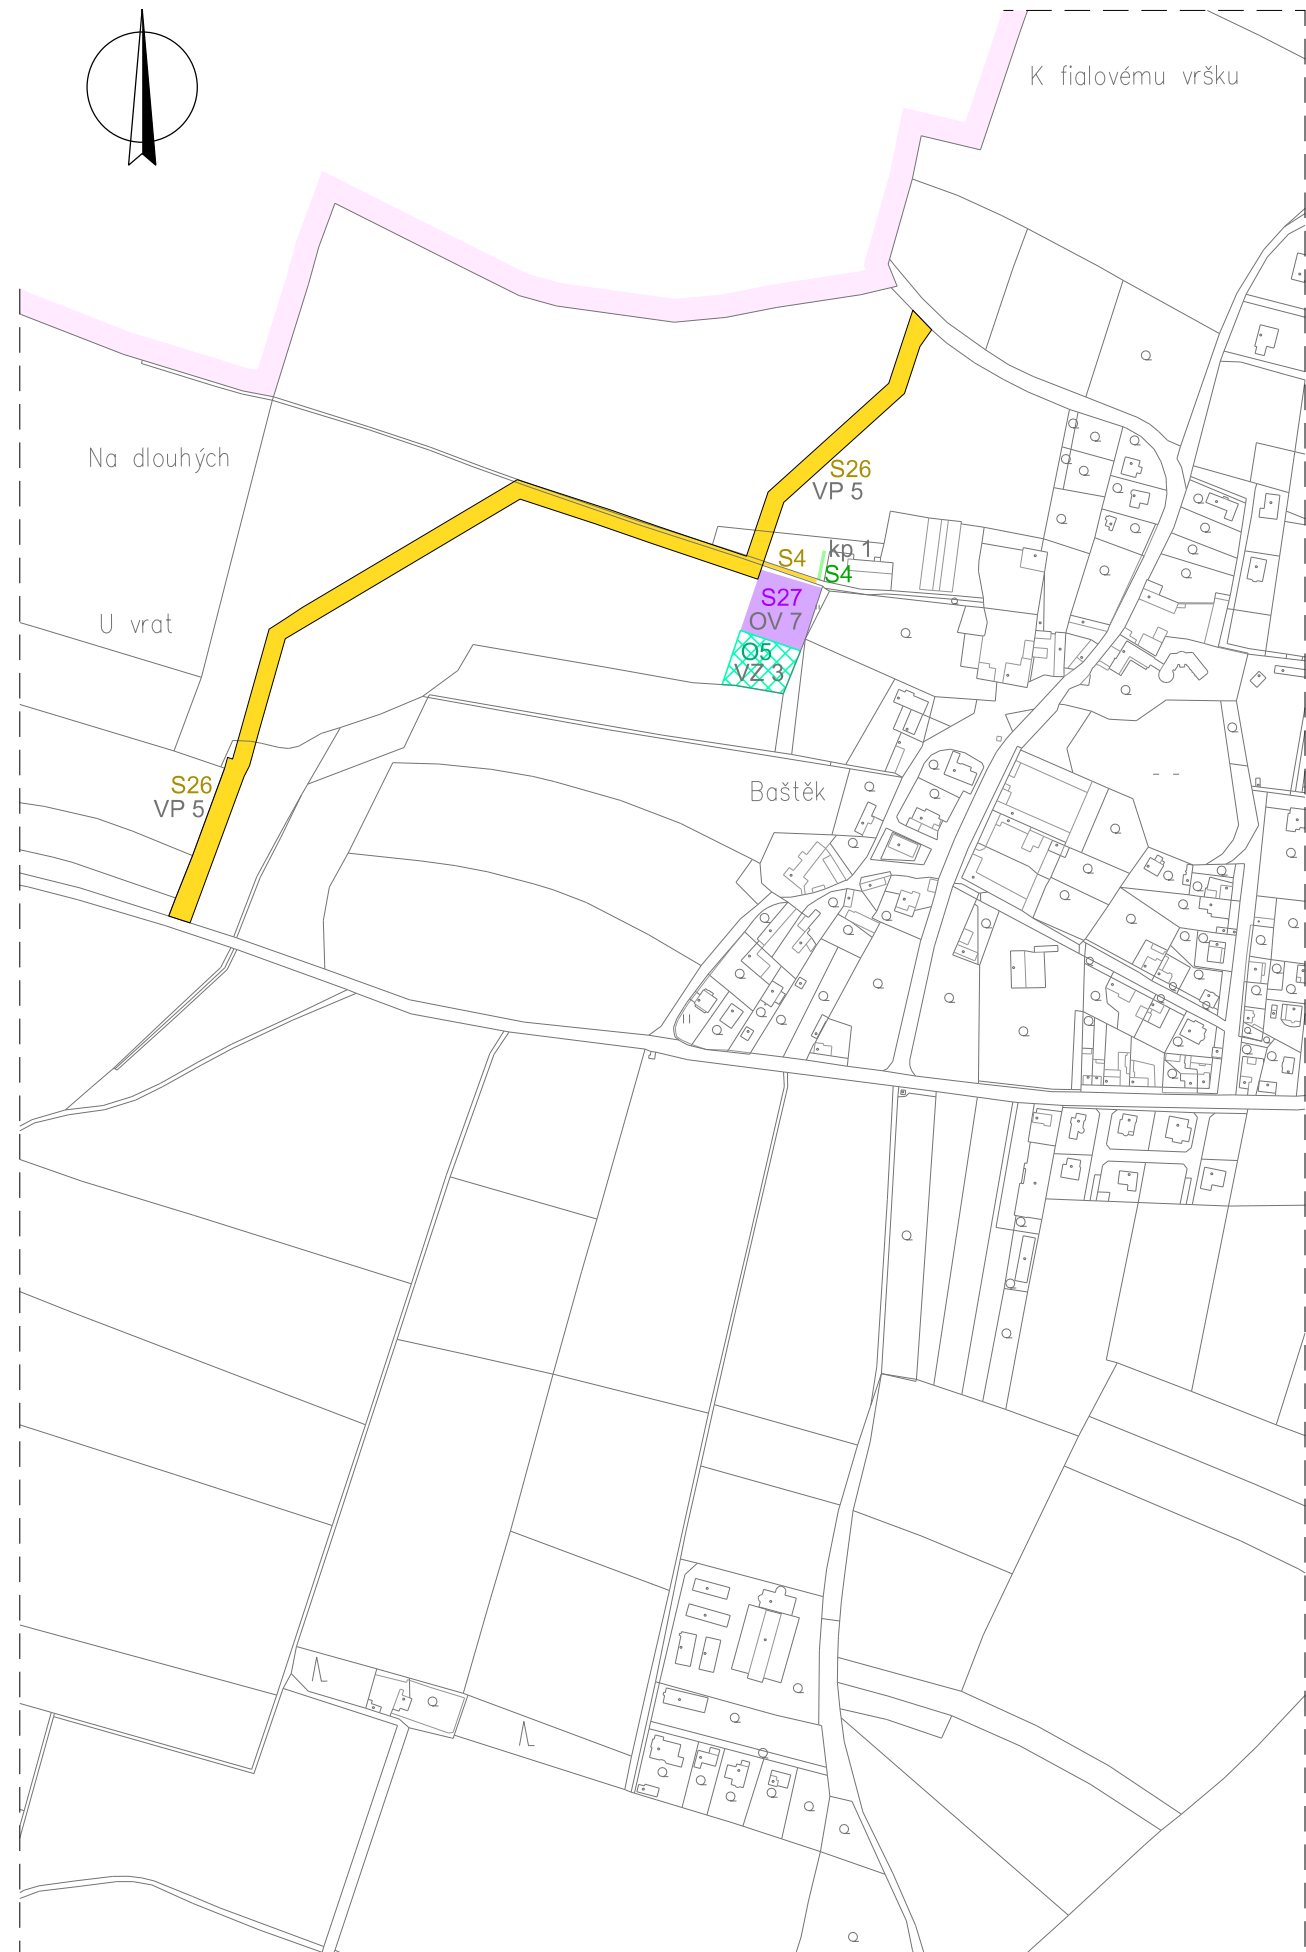 K fialovému vršku
Na dlouhých
S26
VP 5
kp 1
S4
S4
S27
OV 7
U vrat
O5
VZ 3
S26
VP 5
Baštěk